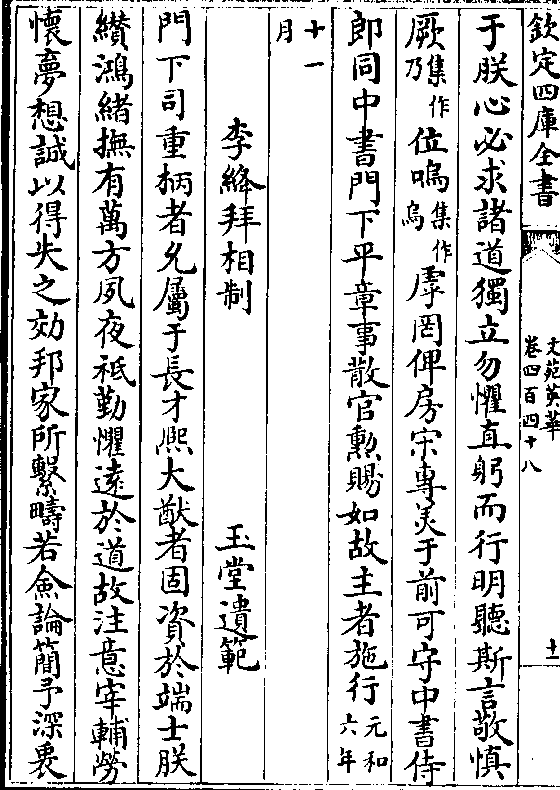 欽定四庫全書
文苑英華
卷四百四十八
十一
于朕心必求諸道獨立勿懼直躬而行明聽斯言敬慎
厥集作乃位嗚集作烏虖罔俾房宋專美于前可守中書侍
郎同中書門下平章事散官勲賜如故主者施行元和六年
十一月
李絳拜相制 玉堂遺範
門下司重柄者允屬于長才熈大猷者固資於端士朕
纉鴻緒撫有萬方夙夜祗勤懼遠於道故注意宰輔勞
懐夢想誠以得失之効邦家所繫疇若僉論簡予深衷